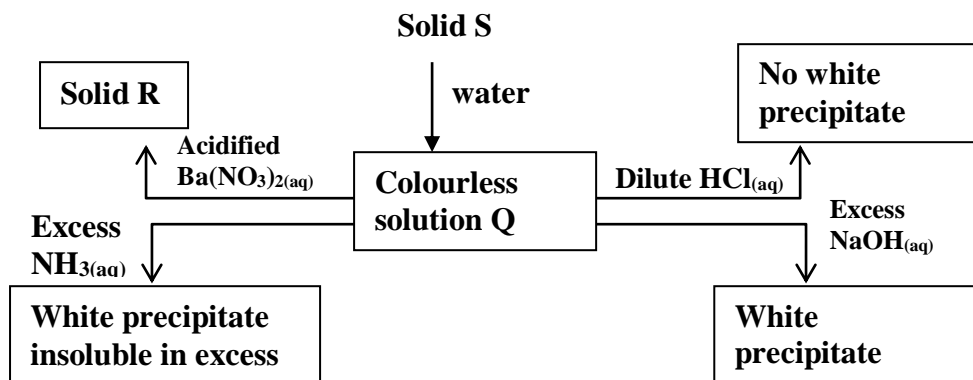 Solid S
Solid R
water
No white
precipitate
Acidified
Ba(NO₃)₂(aq)
Colourless
solution Q
Dilute HCl(aq)
Excess
NH₃(aq)
Excess
NaOH(aq)
White precipitate
insoluble in excess
White
precipitate